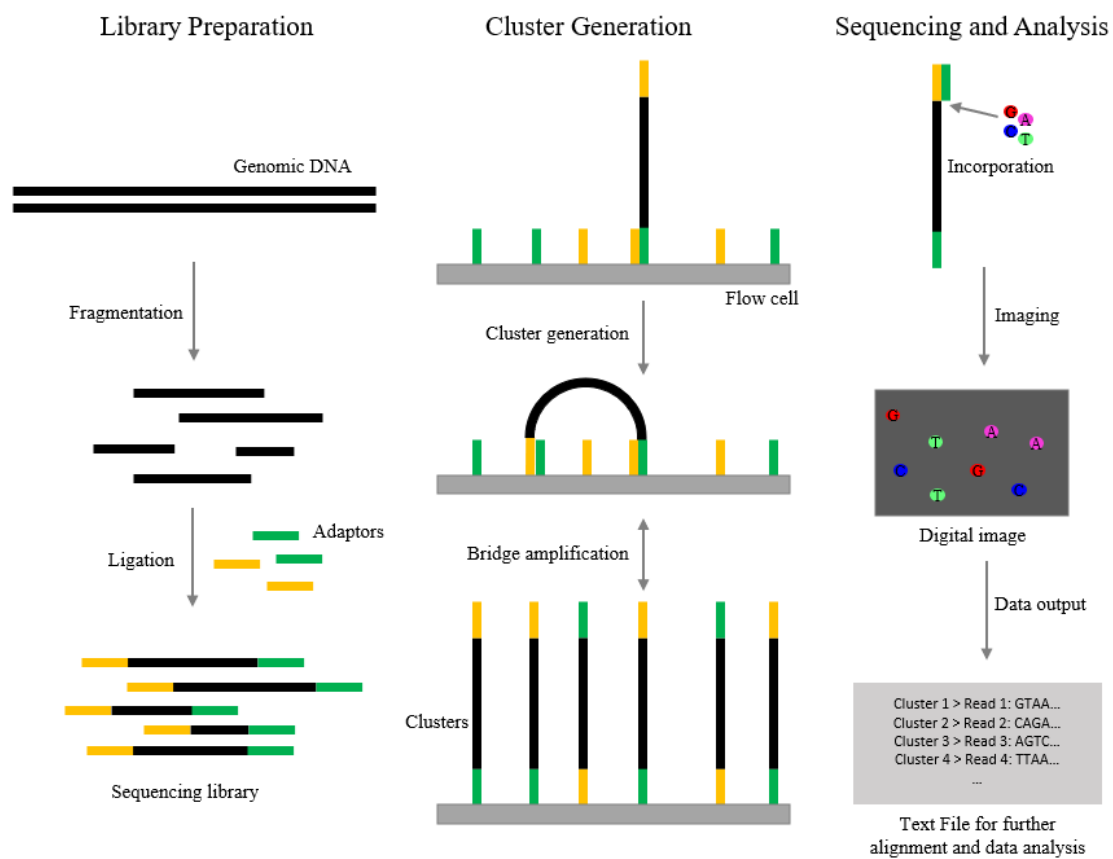 Library Preparation
Genomic DNA
Fragmentation
Adaptors
Ligation
Sequencing library
Cluster Generation
Flow cell
Cluster generation
Bridge amplification
Clusters
Sequencing and Analysis
G
A
C
T
Incorporation
Imaging
G
A
T
A
C
G
C
T
Digital image
Data output
Cluster 1 > Read 1: GTAA...
Cluster 2 > Read 2: CAGA...
Cluster 3 > Read 3: AGTC...
Cluster 4 > Read 4: TTAA...
...
Text File for further
alignment and data analysis